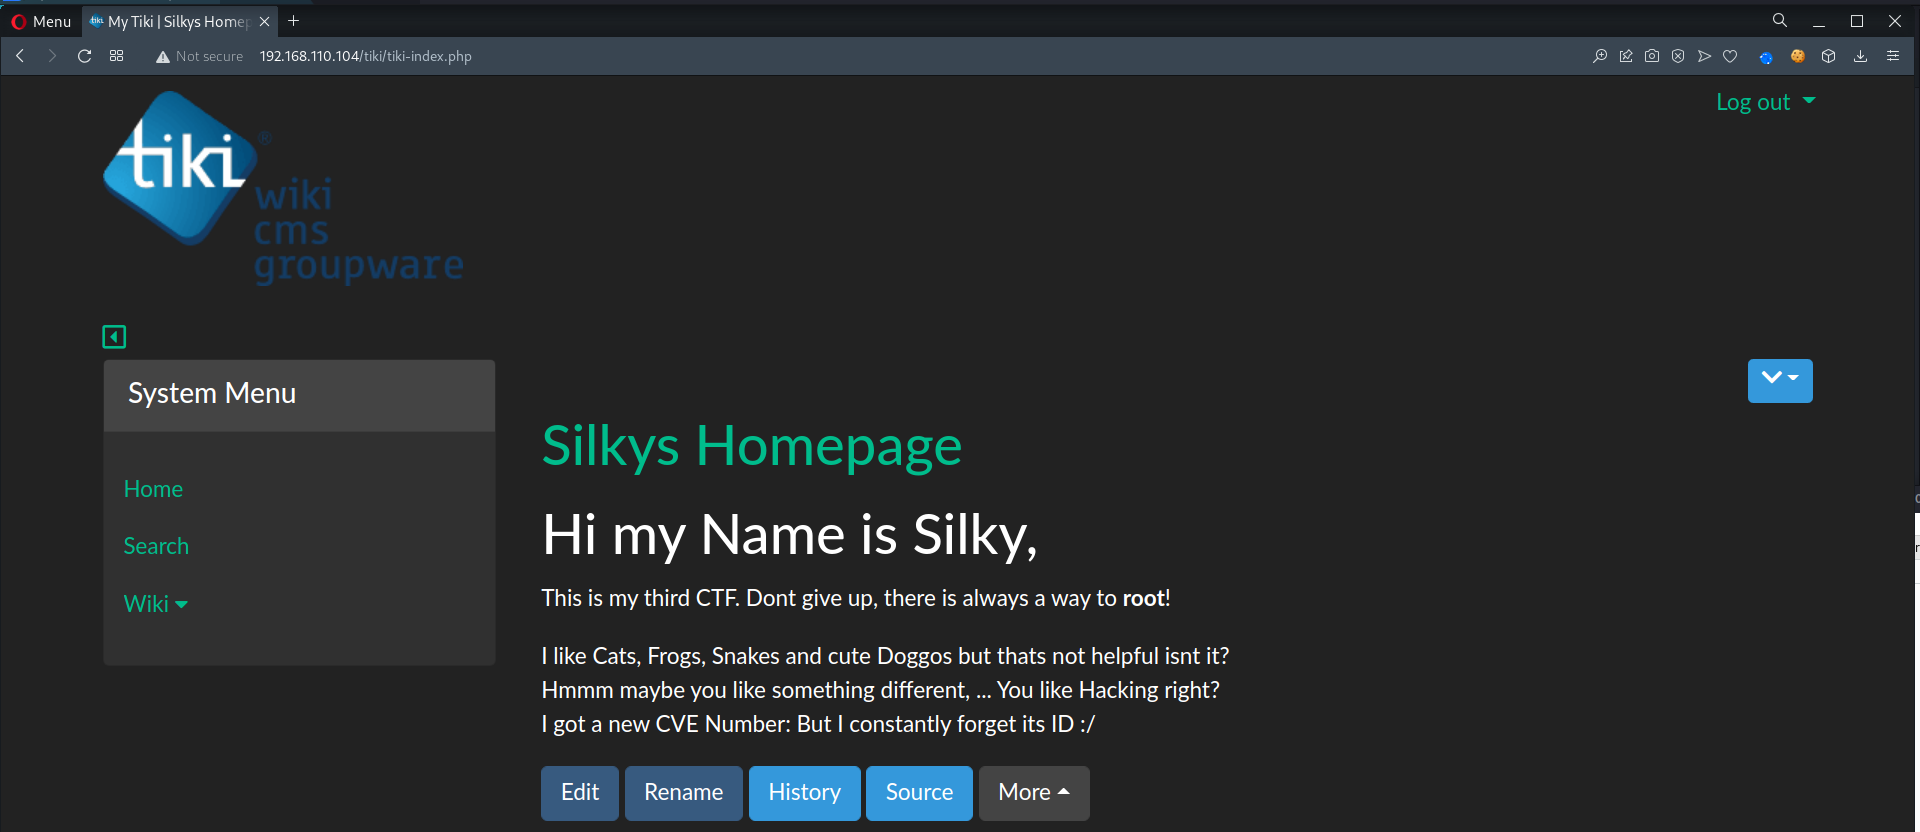 Menu
My Tiki | Silkys Homep
Not secure
192.168.110.104/tiki/tiki-index.php
Log out
tiki ®
wiki
cms
groupware
System Menu
Home
Search
Wiki
Silkys Homepage
Hi my Name is Silky,
This is my third CTF. Dont give up, there is always a way to root!
I like Cats, Frogs, Snakes and cute Doggos but thats not helpful isnt it?
Hmmm maybe you like something different, ... You like Hacking right?
I got a new CVE Number: But I constantly forget its ID :/
Edit Rename History Source More